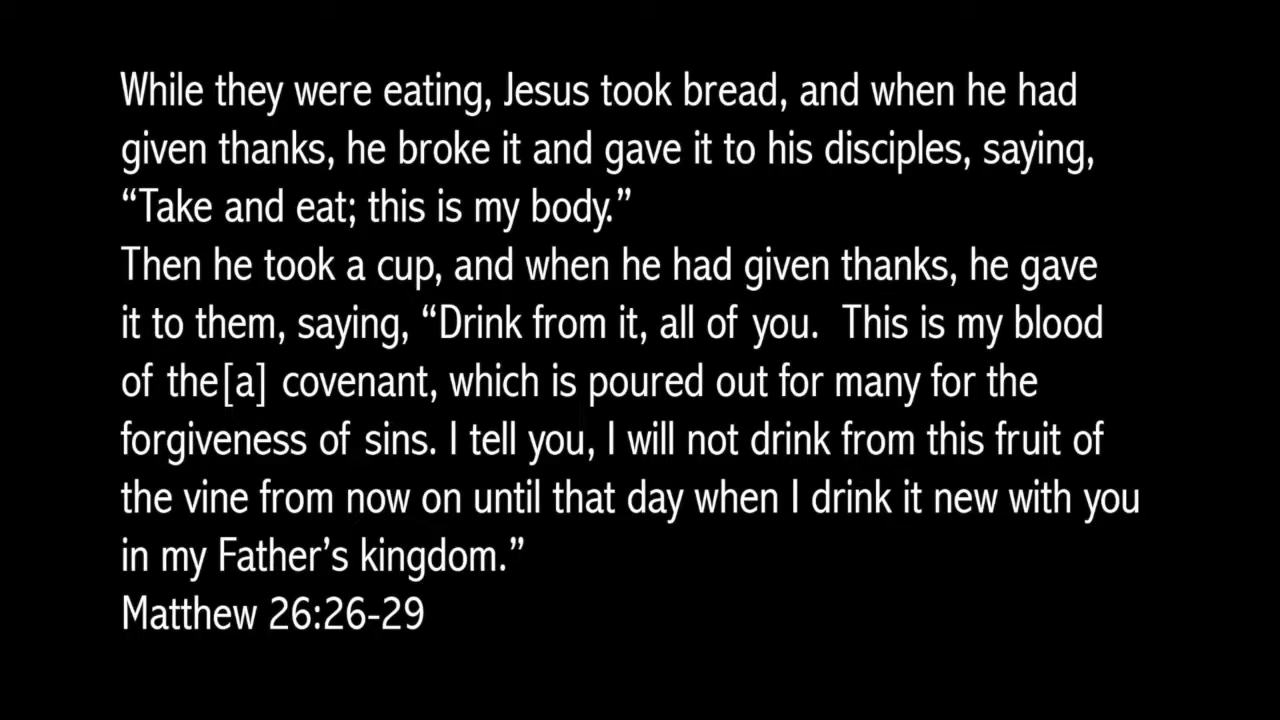 While they were eating, Jesus took bread, and when he had
given thanks, he broke it and gave it to his disciples, saying,
“Take and eat; this is my body.”
Then he took a cup, and when he had given thanks, he gave
it to them, saying, “Drink from it, all of you.  This is my blood
of the[a] covenant, which is poured out for many for the
forgiveness of sins. I tell you, I will not drink from this fruit of
the vine from now on until that day when I drink it new with you
in my Father’s kingdom.”
Matthew 26:26-29